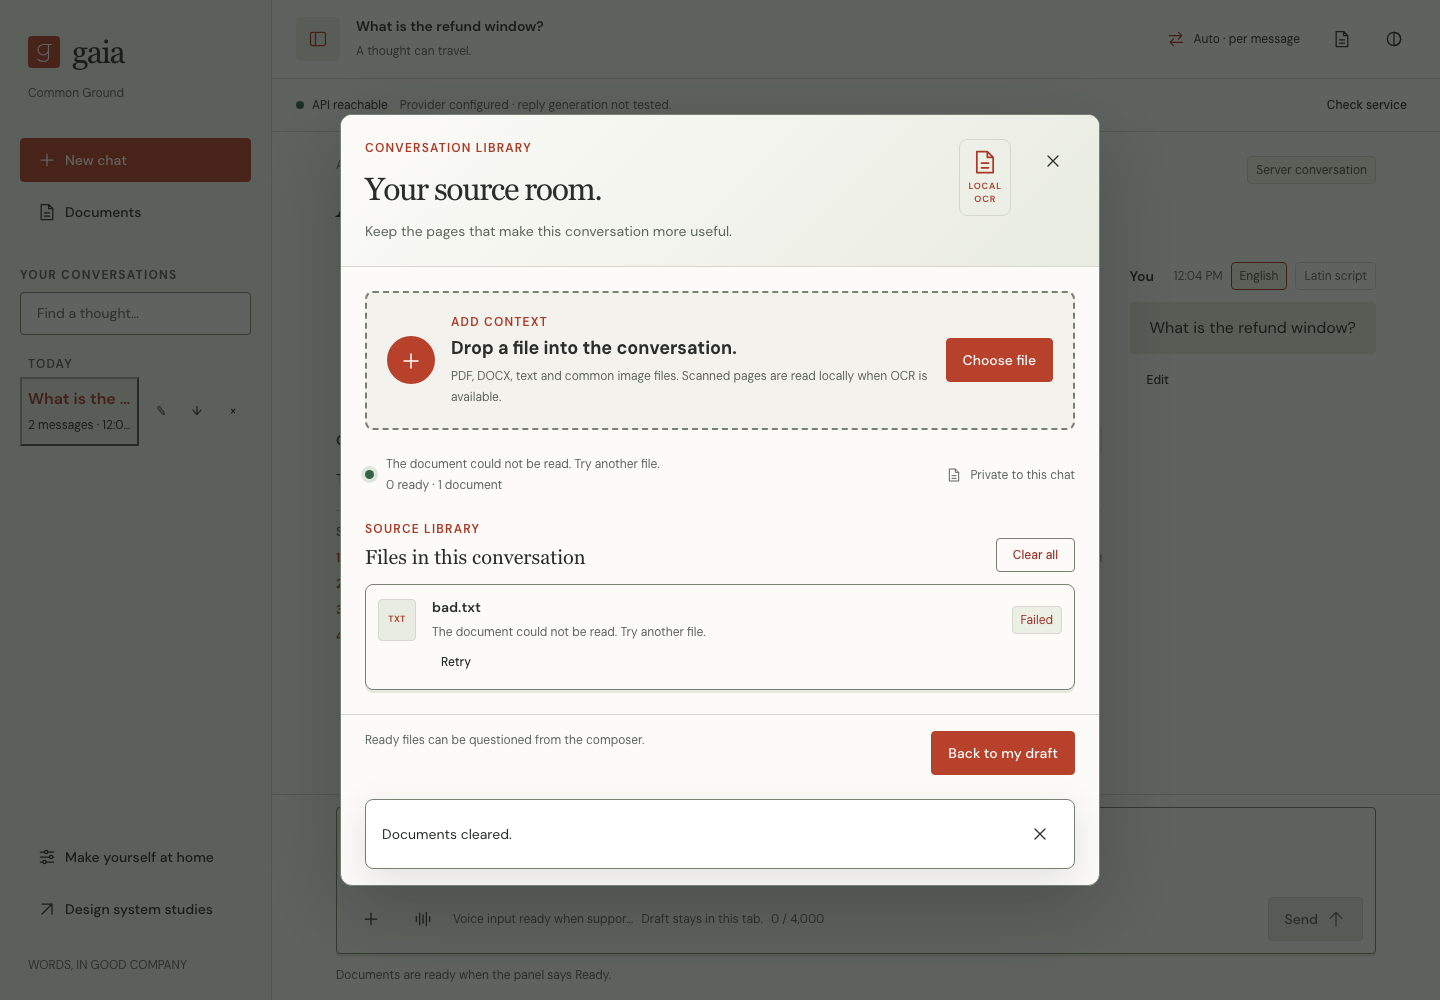 gaia
Common Ground
New chat
Documents
YOUR CONVERSATIONS
Find a thought...
TODAY
What is the ...
2 messages · 12:0...
Make yourself at home
Design system studies
WORDS, IN GOOD COMPANY
What is the refund window?
A thought can travel.
Auto · per message
API reachable Provider configured · reply generation not tested.
Check service
Server conversation
You 12:04 PM English Latin script
What is the refund window?
Edit
CONVERSATION LIBRARY
Your source room.
Keep the pages that make this conversation more useful.
LOCAL
OCR
ADD CONTEXT
Drop a file into the conversation.
PDF, DOCX, text and common image files. Scanned pages are read locally when OCR is
available.
Choose file
The document could not be read. Try another file.
0 ready · 1 document
Private to this chat
SOURCE LIBRARY
Files in this conversation
Clear all
TXT
bad.txt
The document could not be read. Try another file.
Failed
Retry
Ready files can be questioned from the composer.
Back to my draft
Documents cleared.
Voice input ready when suppor... Draft stays in this tab. 0 / 4,000
Send
Documents are ready when the panel says Ready.